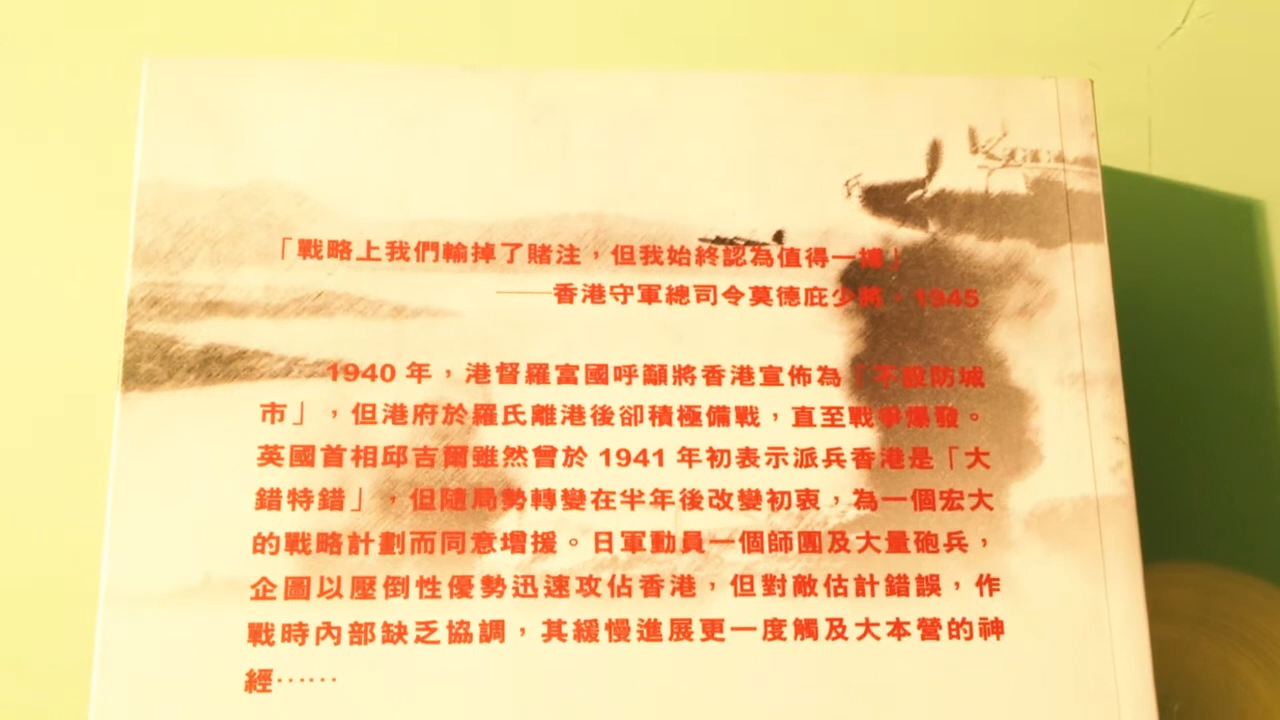 「戰略上我們輸掉了賭注，但我始終認為值得一搏」
──香港守軍總司令莫德庇少將，1945
1940 年，港督羅富國呼籲將香港宣佈為「不設防城
市」，但港府於羅氏離港後卻積極備戰，直至戰爭爆發。
英國首相邱吉爾雖然曾於 1941 年初表示派兵香港是「大
錯特錯」，但隨局勢轉變在半年後改變初衷，為一個宏大
的戰略計劃而同意增援。日軍動員一個師團及大量砲兵，
企圖以壓倒性優勢迅速攻佔香港，但對敵估計錯誤，作
戰時內部缺乏協調，其緩慢進展更一度觸及大本營的神
經……